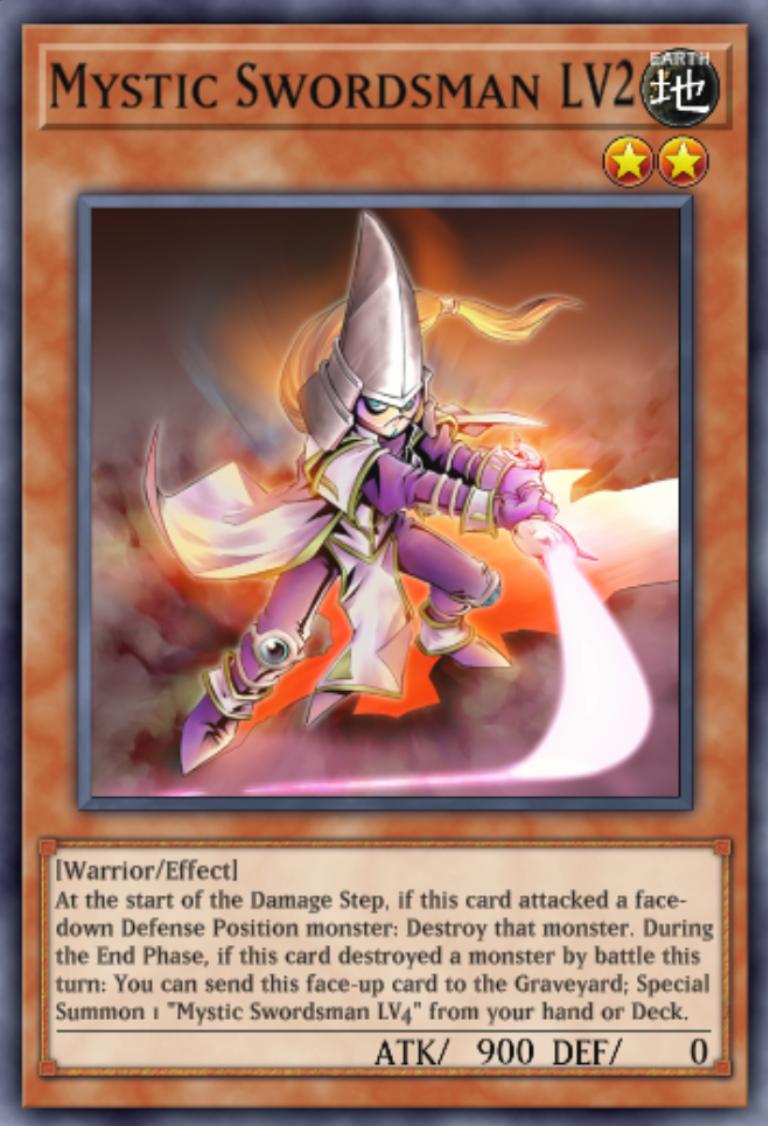 Mystic Swordsman LV2
EARTH
地
[Warrior/Effect]
At the start of the Damage Step, if this card attacked a face-
down Defense Position monster: Destroy that monster. During
the End Phase, if this card destroyed a monster by battle this
turn: You can send this face-up card to the Graveyard; Special
Summon 1 "Mystic Swordsman LV4" from your hand or Deck.
ATK/ 900 DEF/ 0